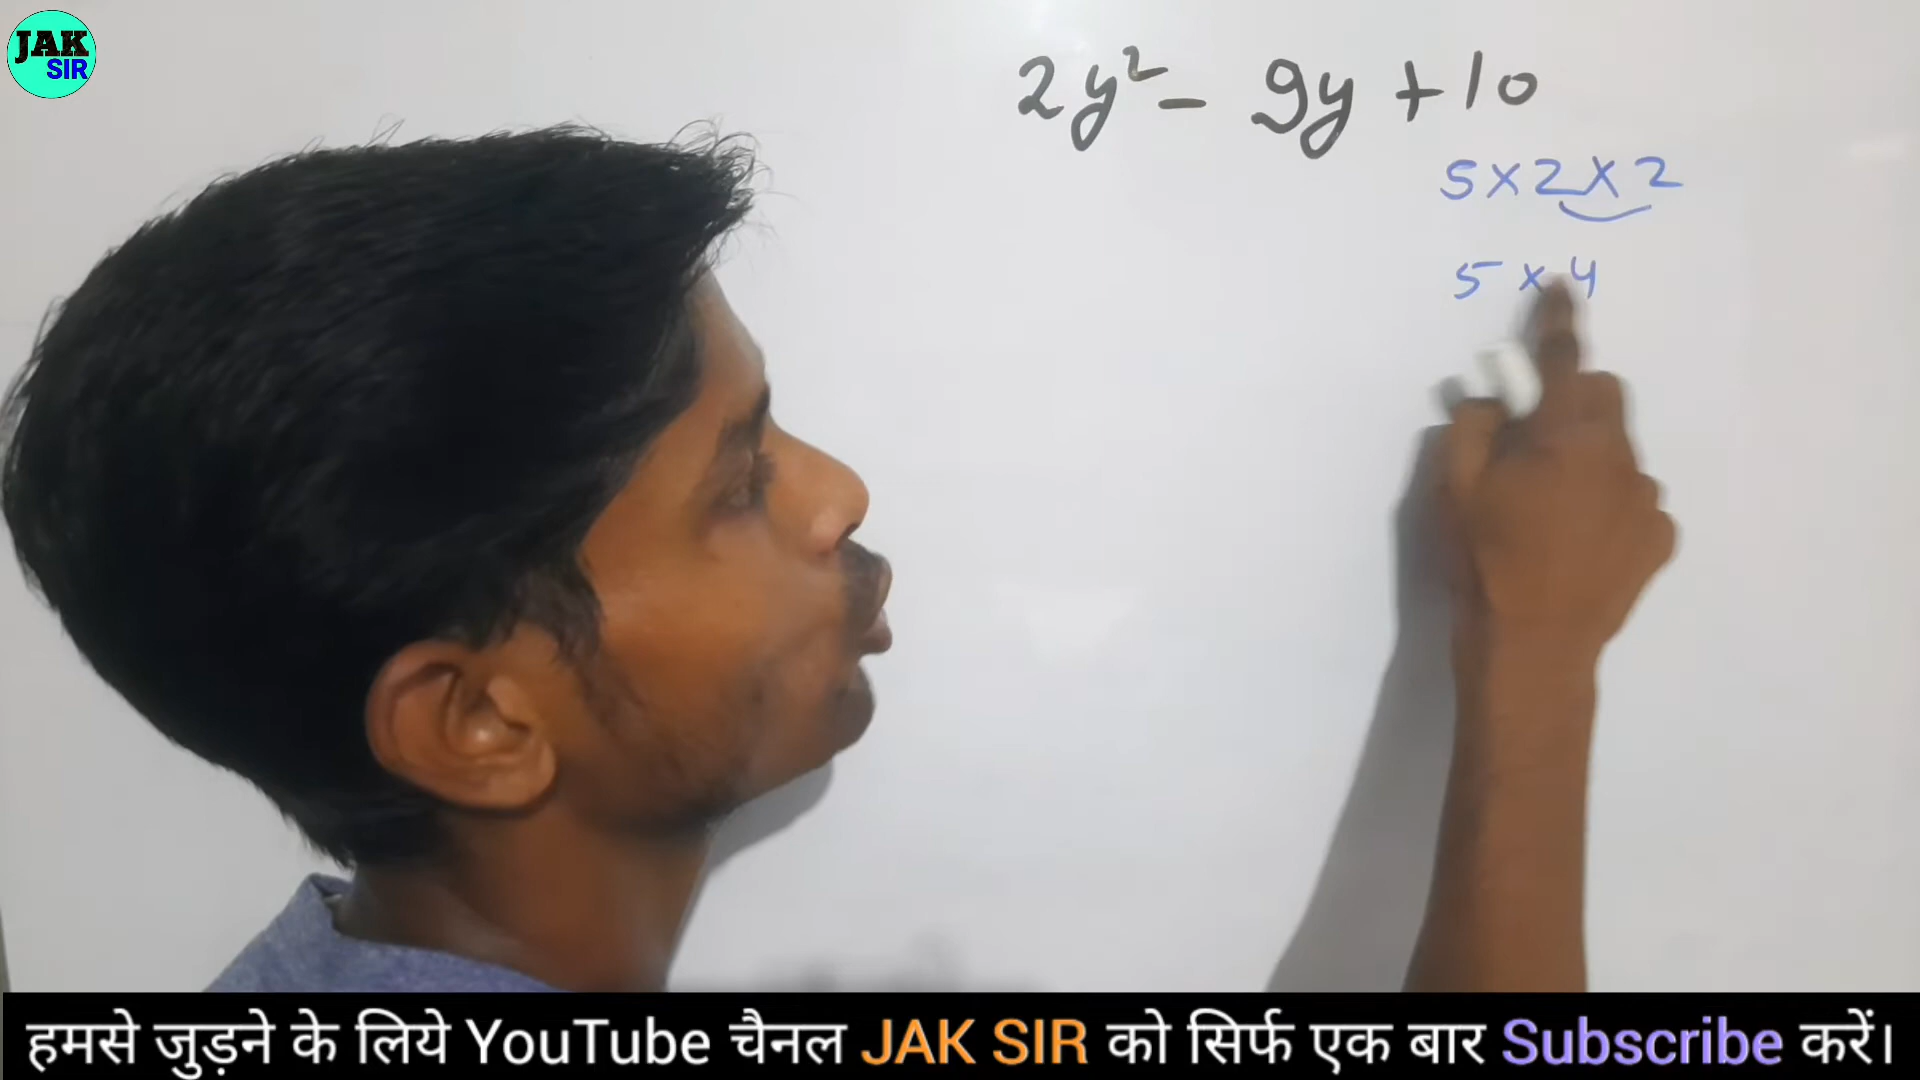 JAK
SIR
2y² - 9y + 10
5 x 2 x 2
5 x 4
हमसे जुड़ने के लिये YouTube चैनल JAK SIR को सिर्फ एक बार Subscribe करें।